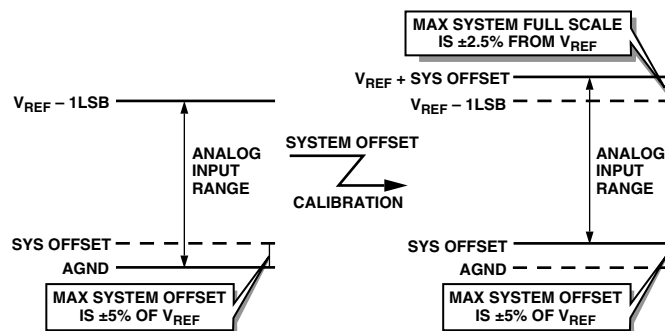 MAX SYSTEM FULL SCALE
IS ±2.5% FROM VREF
VREF – 1LSB
ANALOG
INPUT
RANGE
SYS OFFSET
AGND
MAX SYSTEM OFFSET
IS ±5% OF VREF
SYSTEM OFFSET
CALIBRATION
VREF + SYS OFFSET
VREF – 1LSB
ANALOG
INPUT
RANGE
SYS OFFSET
AGND
MAX SYSTEM OFFSET
IS ±5% OF VREF